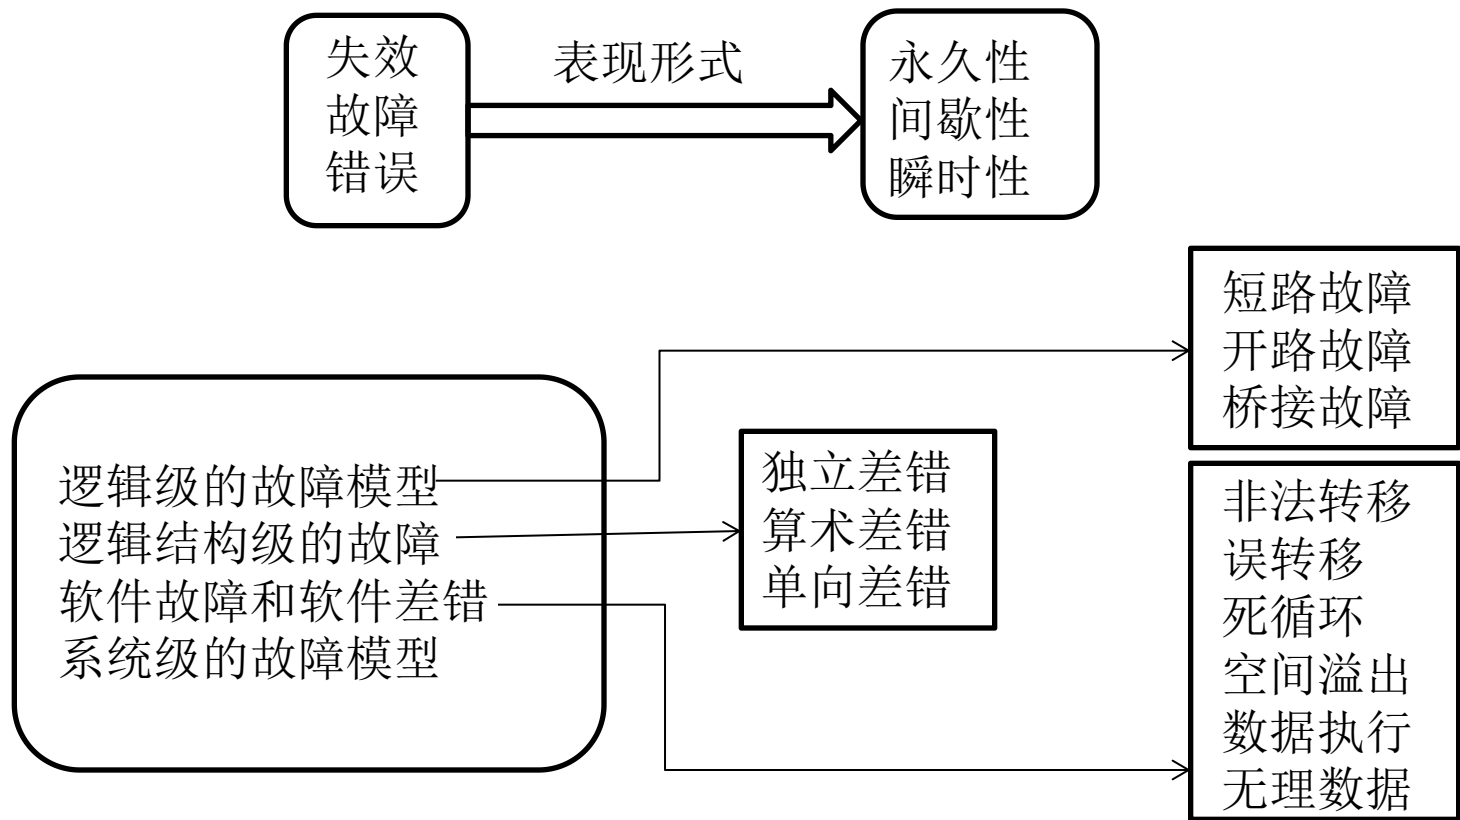 失效
故障
错误
表现形式
永久性
间歇性
瞬时性
短路故障
开路故障
桥接故障
逻辑级的故障模型
逻辑结构级的故障
软件故障和软件差错
系统级的故障模型
独立差错
算术差错
单向差错
非法转移
误转移
死循环
空间溢出
数据执行
无理数据